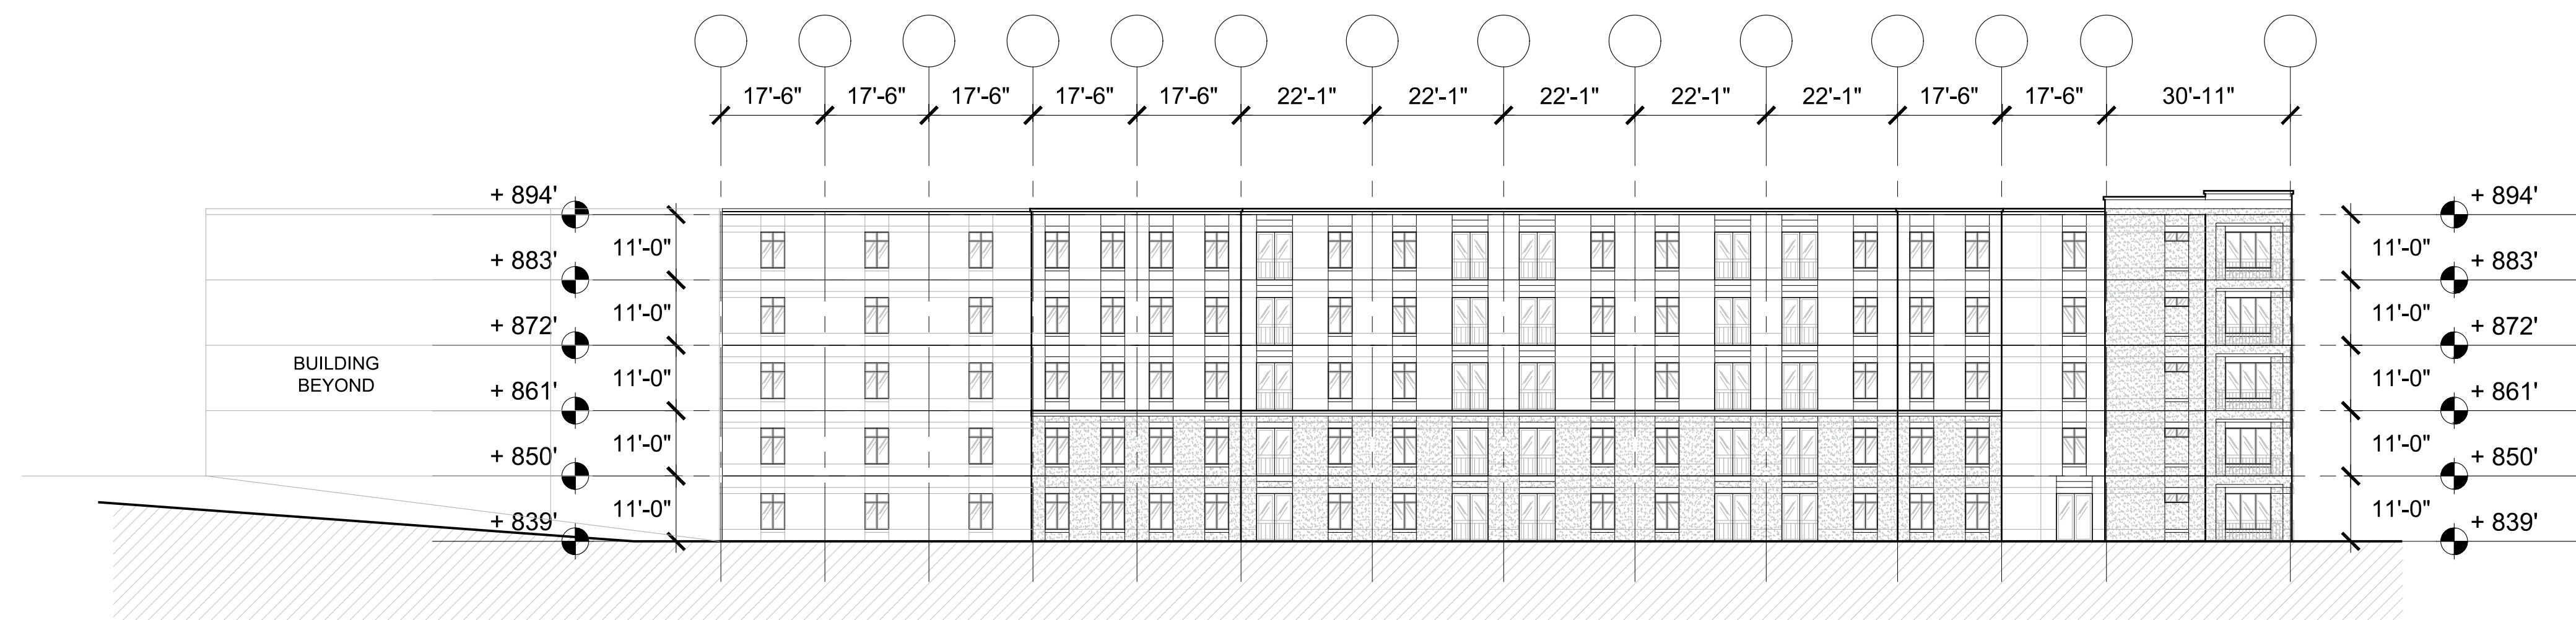 17'-6" 17'-6" 17'-6" 17'-6" 17'-6" 22'-1" 22'-1" 22'-1" 22'-1" 22'-1" 17'-6" 17'-6" 30'-11"
+ 894' + 894'
11'-0" 11'-0"
+ 883' + 883'
11'-0" 11'-0"
+ 872' + 872'
BUILDING
BEYOND
11'-0" 11'-0"
+ 861' + 861'
11'-0" 11'-0"
+ 850' + 850'
11'-0" 11'-0"
+ 839' + 839'